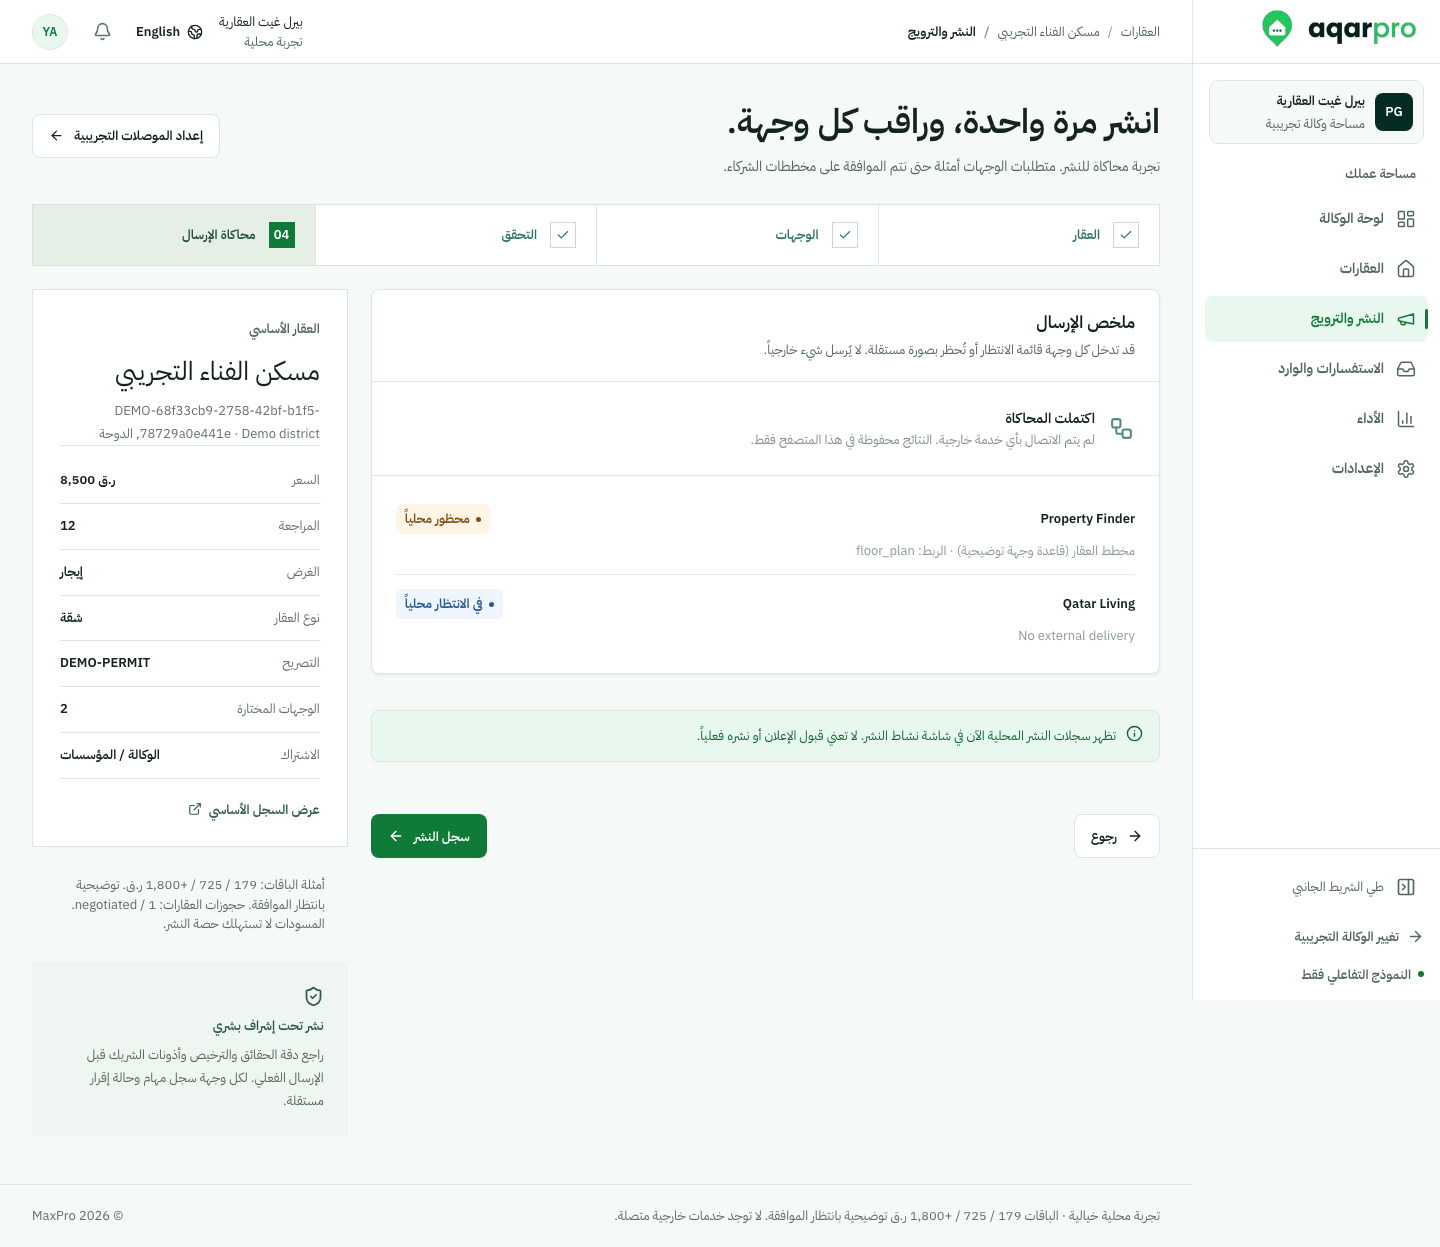 aqarpro
العقارات / مسكن الفناء التجريبي / النشر والترويج
بيرل غيت العقارية
تجربة محلية
English
YA
PG
بيرل غيت العقارية
مساحة وكالة تجريبية
مساحة عملك
لوحة الوكالة
العقارات
النشر والترويج
الاستفسارات والوارد
الأداء
الإعدادات
طي الشريط الجانبي
تغيير الوكالة التجريبية
النموذج التفاعلي فقط
انشر مرة واحدة، وراقب كل وجهة.
تجربة محاكاة للنشر. متطلبات الوجهات أمثلة حتى تتم الموافقة على مخططات الشركاء.
إعداد الموصلات التجريبية
العقار
الوجهات
التحقق
04 محاكاة الإرسال
ملخص الإرسال
قد تدخل كل وجهة قائمة الانتظار أو تُحظر بصورة مستقلة. لا يُرسل شيء خارجياً.
اكتملت المحاكاة
لم يتم الاتصال بأي خدمة خارجية. النتائج محفوظة في هذا المتصفح فقط.
Property Finder
محظور محلياً
مخطط العقار (قاعدة وجهة توضيحية) · الربط: floor_plan
Qatar Living
في الانتظار محلياً
No external delivery
تظهر سجلات النشر المحلية الآن في شاشة نشاط النشر. لا تعني قبول الإعلان أو نشره فعلياً.
رجوع
سجل النشر
العقار الأساسي
مسكن الفناء التجريبي
DEMO-68f33cb9-2758-42bf-b1f5-
78729a0e441e · Demo district, الدوحة
السعر
8,500 ر.ق
المراجعة
12
الغرض
إيجار
نوع العقار
شقة
التصريح
DEMO-PERMIT
الوجهات المختارة
2
الاشتراك
الوكالة / المؤسسات
عرض السجل الأساسي
أمثلة الباقات: 179 / 725 / +1,800 ر.ق. توضيحية
بانتظار الموافقة. حجوزات العقارات: 1 / negotiated.
المسودات لا تستهلك حصة النشر.
نشر تحت إشراف بشري
راجع دقة الحقائق والترخيص وأذونات الشريك قبل
الإرسال الفعلي. لكل وجهة سجل مهام وحالة إقرار
مستقلة.
تجربة محلية خيالية · الباقات 179 / 725 / +1,800 ر.ق توضيحية بانتظار الموافقة. لا توجد خدمات خارجية متصلة.
© 2026 MaxPro